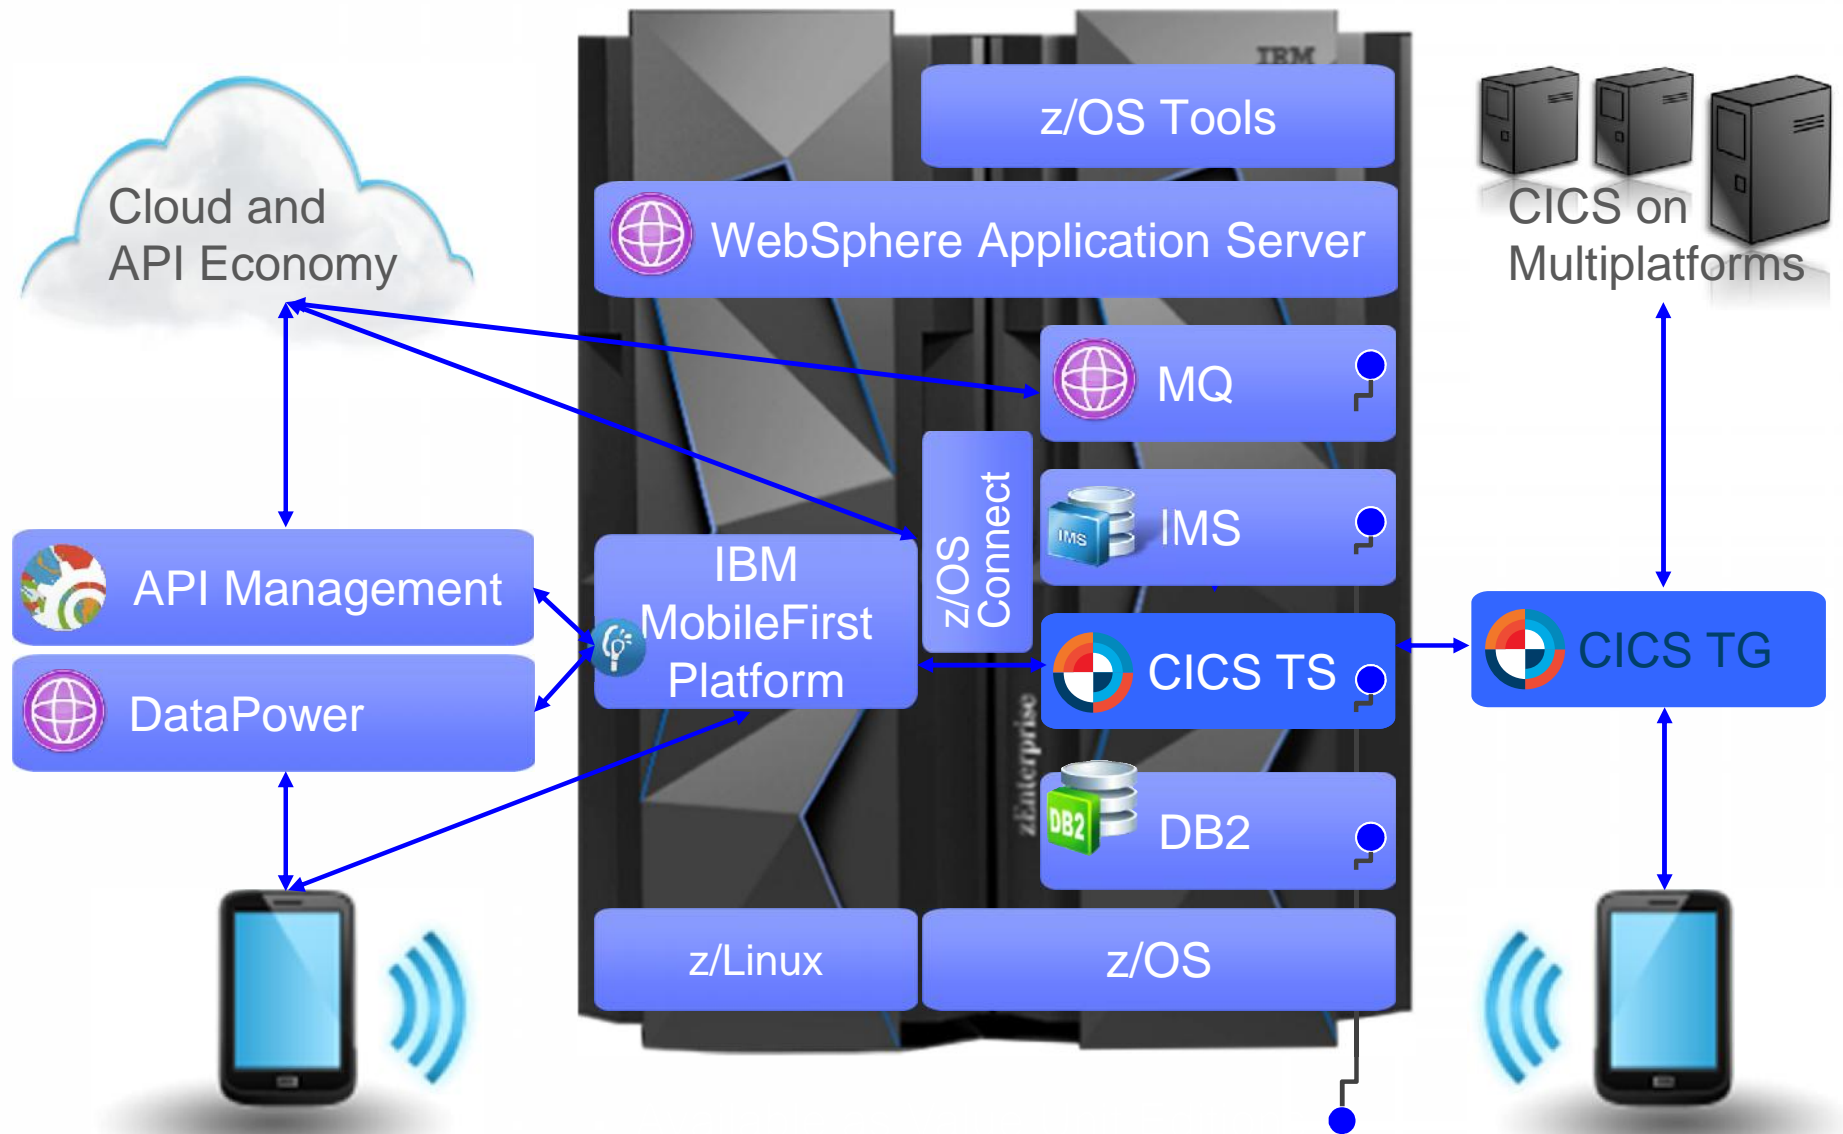 IBM
z/OS Tools
Cloud and
API Economy
WebSphere Application Server
CICS on
Multiplatforms
MQ
z/OS
Connect
IMS
IMS
API Management
IBM
MobileFirst
Platform
CICS TS
CICS TG
DataPower
zEnterprise
DB2
DB2
z/Linux
z/OS